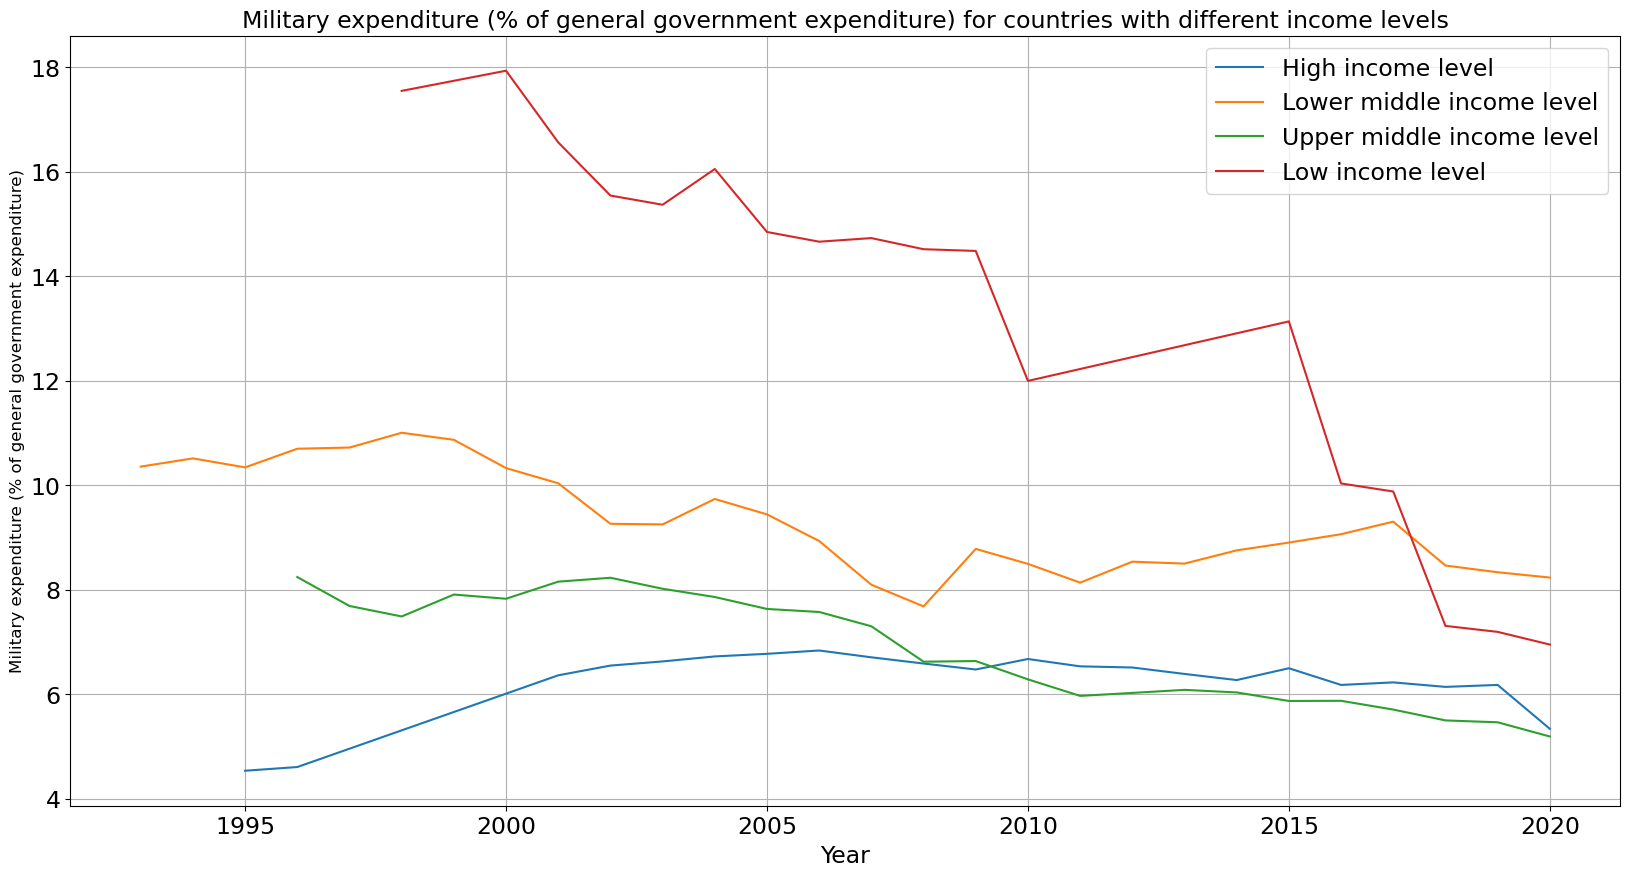 Military expenditure (% of general government expenditure) for countries with different income levels
High income level
Lower middle income level
Upper middle income level
Low income level
Military expenditure (% of general government expenditure)
18
16
14
12
10
8
6
4
1995 2000 2005 2010 2015 2020
Year